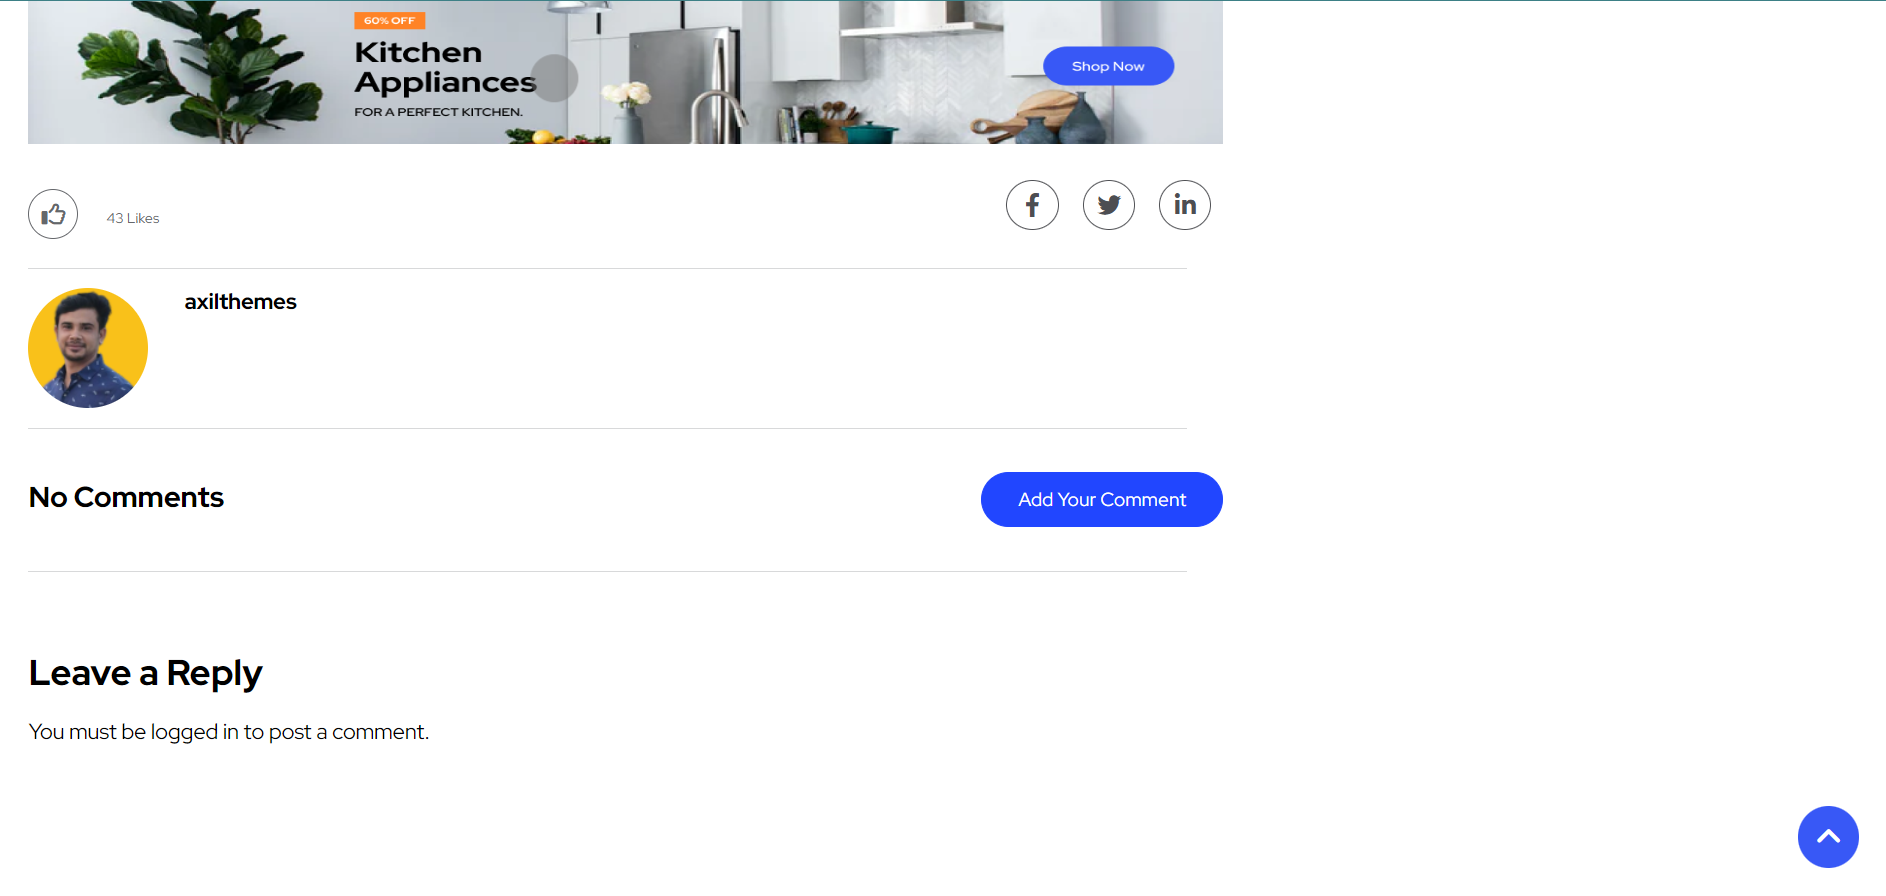 60% OFF
Kitchen
Appliances
FOR A PERFECT KITCHEN.
Shop Now
43 Likes
axilthemes
No Comments
Add Your Comment
Leave a Reply
You must be logged in to post a comment.